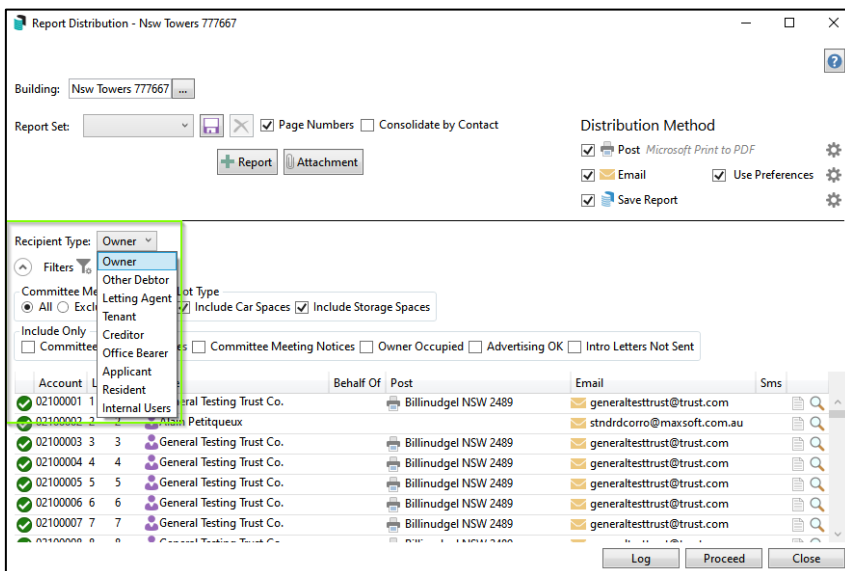 Report Distribution - Nsw Towers 777667
Building: Nsw Towers 777667 ...
Report Set: Page Numbers Consolidate by Contact
Report Attachment
Distribution Method
Post Microsoft Print to PDF
Email Use Preferences
Save Report
Recipient Type: Owner
Filters
Owner
Other Debtor
Letting Agent
Tenant
Creditor
Office Bearer
Applicant
Resident
Internal Users
Committee Me ot Type
All Include Car Spaces Include Storage Spaces
Include Only
Committee Meeting Notices Owner Occupied Advertising OK Intro Letters Not Sent
Account Behalf Of Post Email Sms
02100001 1 General Testing Trust Co. Billinudgel NSW 2489 generaltesttrust@trust.com
02100002 2 2 Alain Petitqueux stndrdcorro@maxsoft.com.au
02100003 3 3 General Testing Trust Co. Billinudgel NSW 2489 generaltesttrust@trust.com
02100004 4 4 General Testing Trust Co. Billinudgel NSW 2489 generaltesttrust@trust.com
02100005 5 5 General Testing Trust Co. Billinudgel NSW 2489 generaltesttrust@trust.com
02100006 6 6 General Testing Trust Co. Billinudgel NSW 2489 generaltesttrust@trust.com
02100007 7 7 General Testing Trust Co. Billinudgel NSW 2489 generaltesttrust@trust.com
Log Proceed Close